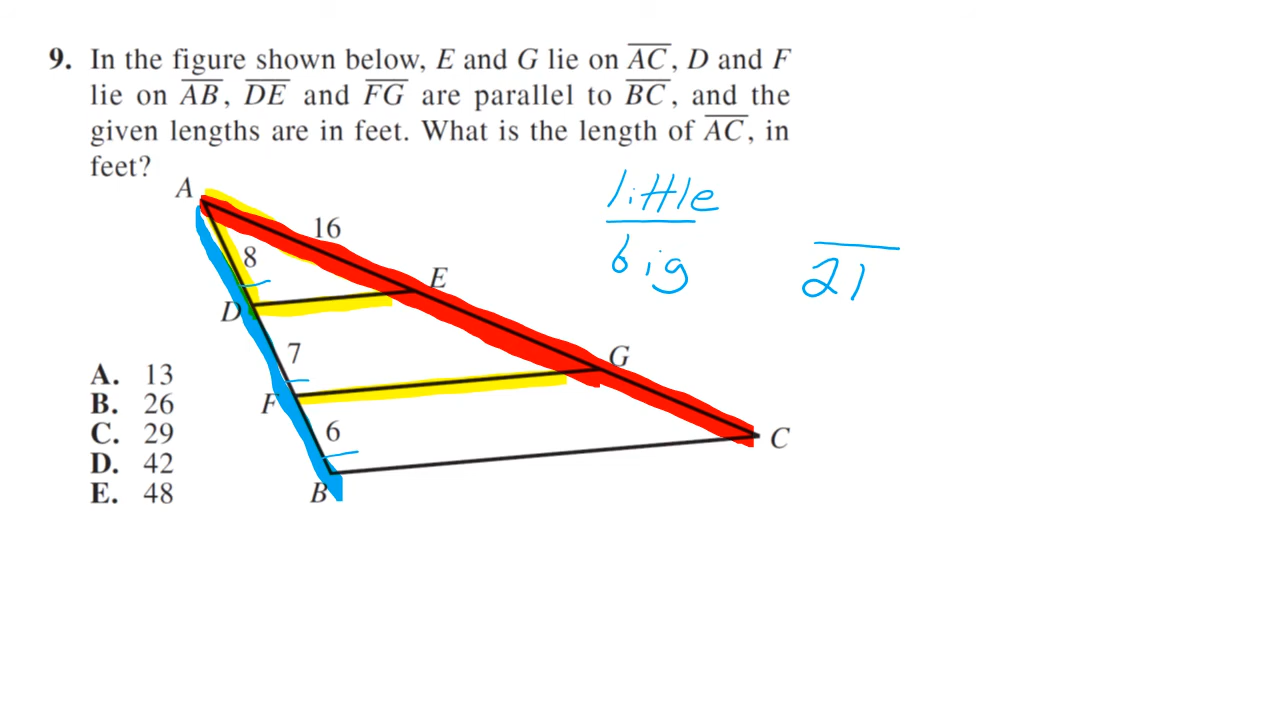 9. In the figure shown below, E and G lie on AC, D and F
lie on AB, DE and FG are parallel to BC, and the
given lengths are in feet. What is the length of AC, in
feet?
A
16
8
E
D
7
G
F
6
C
B
A. 13
B. 26
C. 29
D. 42
E. 48
little
big
21